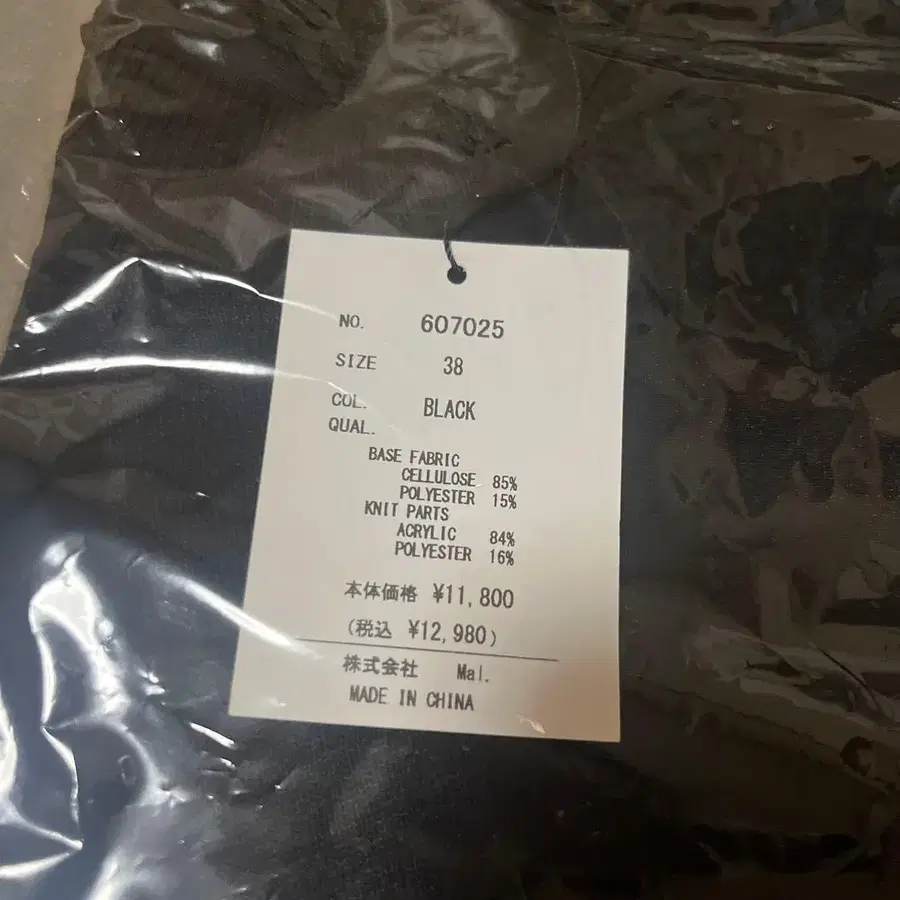 NO. 607025
SIZE 38
COL. BLACK
QUAL.
BASE FABRIC
CELLULOSE 85%
POLYESTER 15%
KNIT PARTS
ACRYLIC 84%
POLYESTER 16%
本体価格 ¥11,800
(税込 ¥12,980)
株式会社 Mal.
MADE IN CHINA